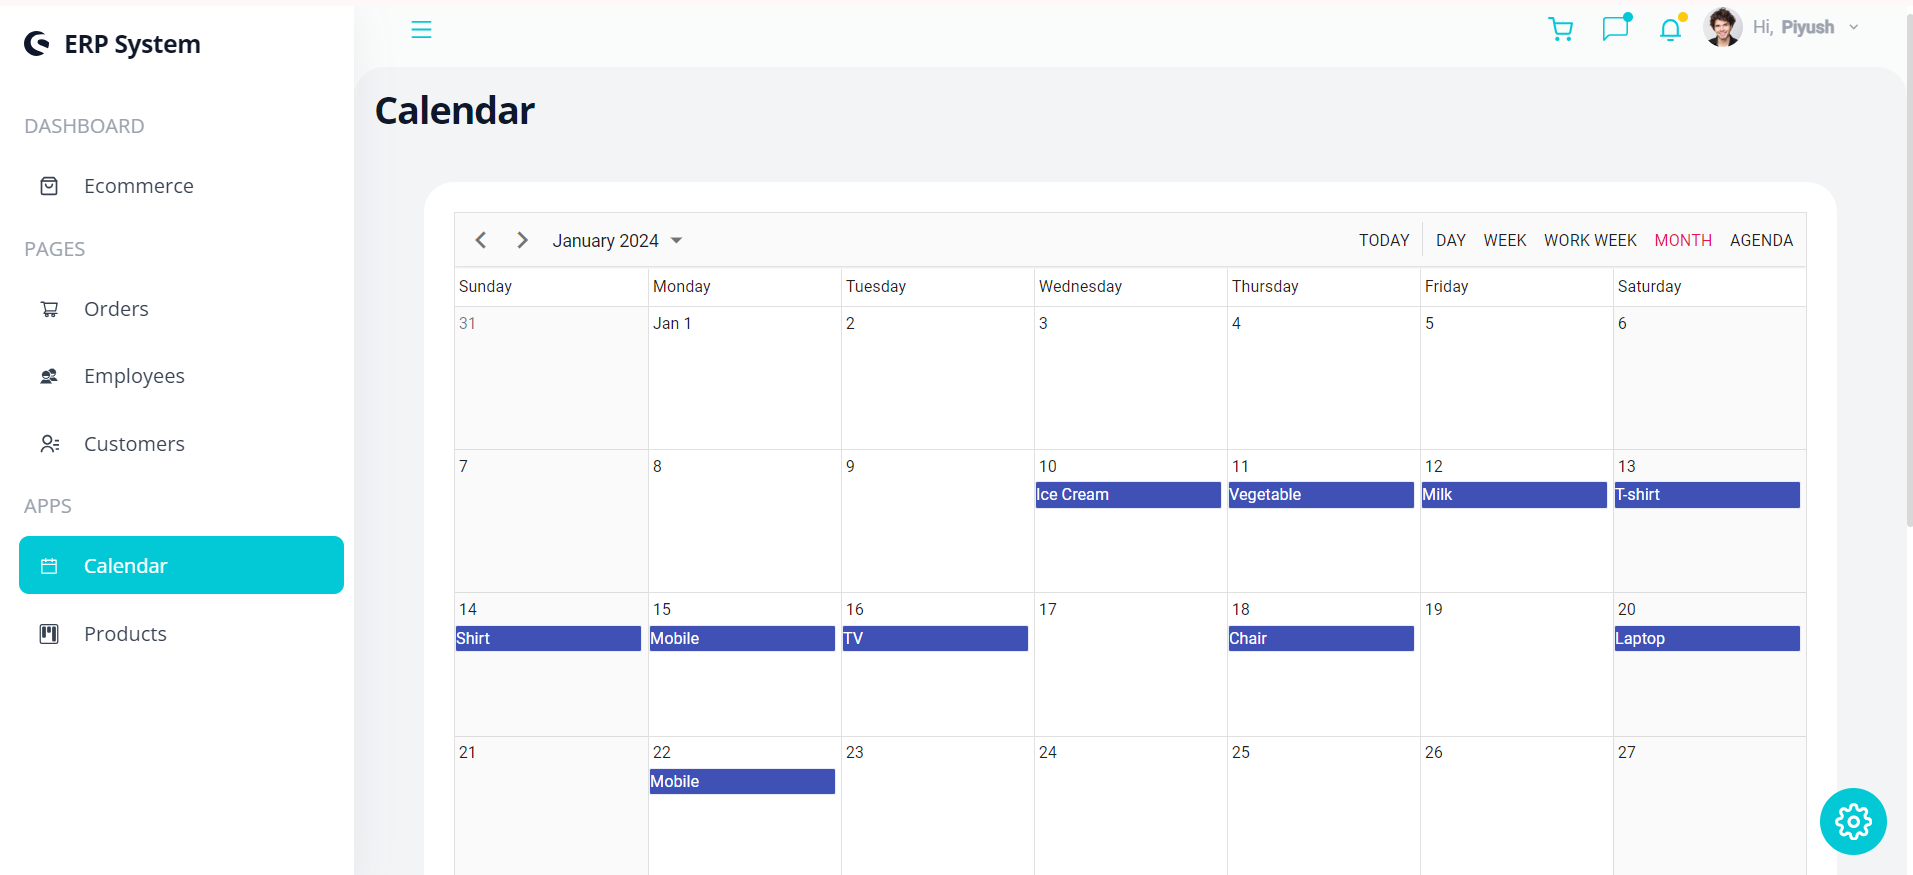 ERP System
Hi, Piyush
DASHBOARD
Ecommerce
PAGES
Orders
Employees
Customers
APPS
Calendar
Products
Calendar
January 2024
TODAY DAY WEEK WORK WEEK MONTH AGENDA
Sunday Monday Tuesday Wednesday Thursday Friday Saturday
31 Jan 1 2 3 4 5 6
7 8 9 10 11 12 13
Ice Cream Vegetable Milk T-shirt
14 15 16 17 18 19 20
Shirt Mobile TV Chair Laptop
21 22 23 24 25 26 27
Mobile